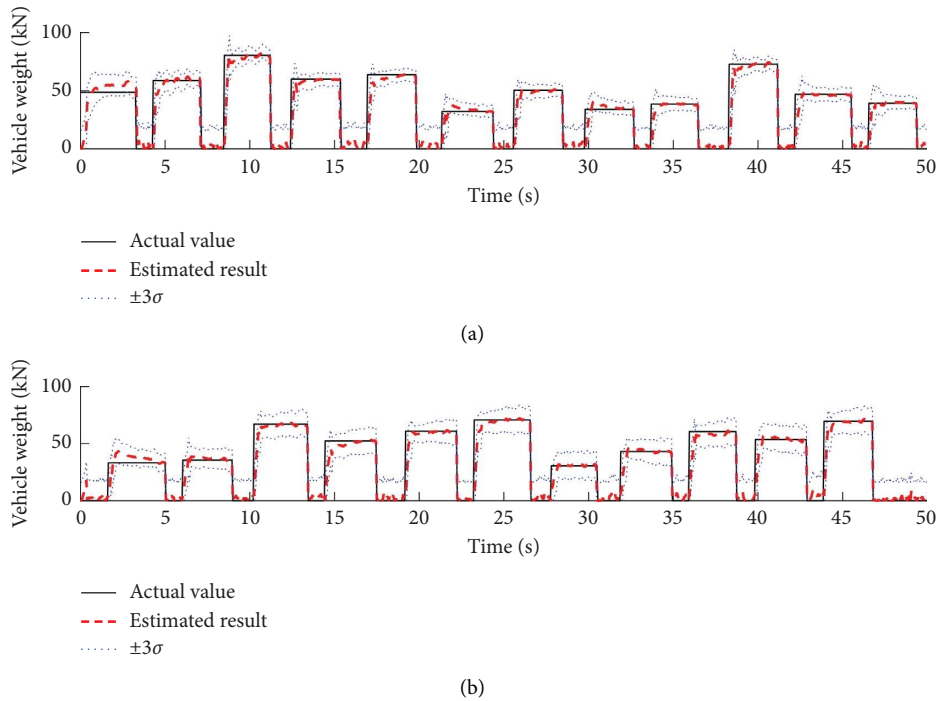 Vehicle weight (kN)
100
50
0
0 5 10 15 20 25 30 35 40 45 50
Time (s)
Actual value
Estimated result
±3σ
(a)
Vehicle weight (kN)
100
50
0
0 5 10 15 20 25 30 35 40 45 50
Time (s)
Actual value
Estimated result
±3σ
(b)